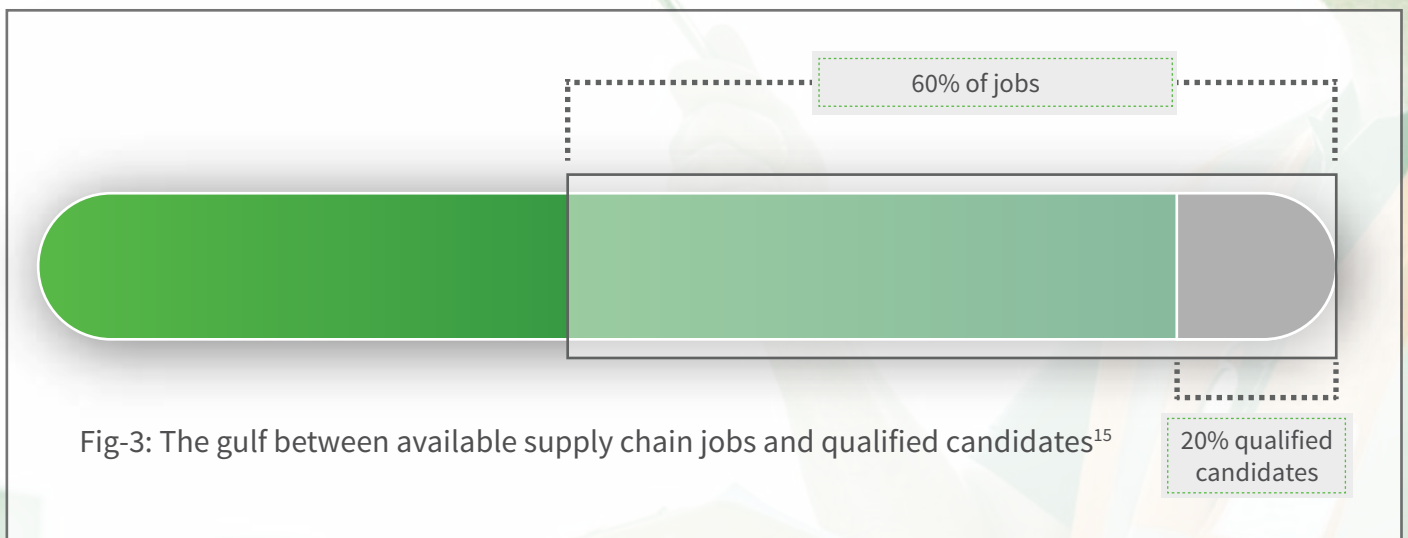 60% of jobs
Fig-3: The gulf between available supply chain jobs and qualified candidates¹⁵
20% qualified
candidates